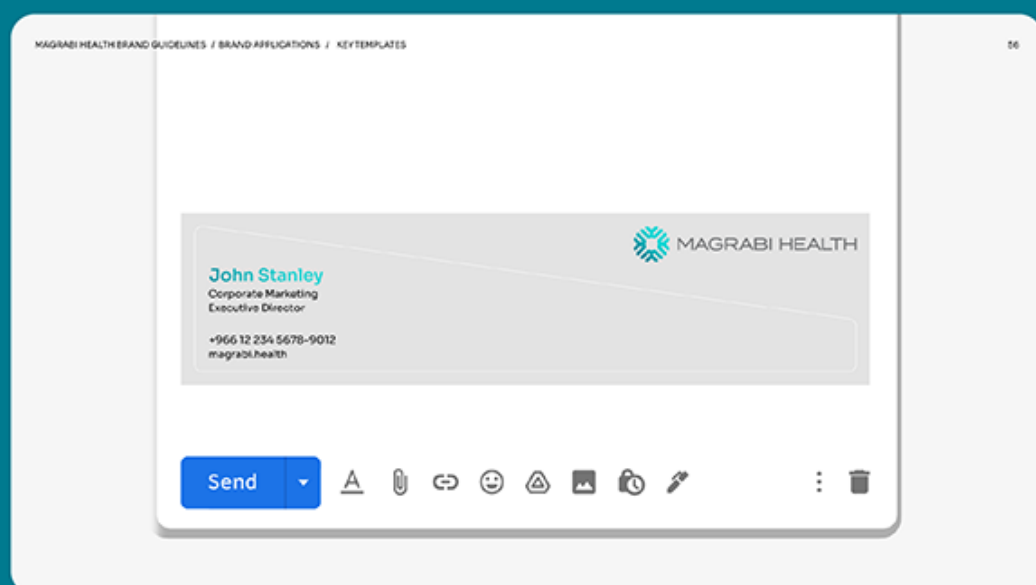 MAGRABI HEALTH BRAND GUIDELINES / BRAND APPLICATIONS / KEY TEMPLATES
56
MAGRABI HEALTH
John Stanley
Corporate Marketing
Executive Director
+966 12 234 5678-9012
magrabi.health
Send